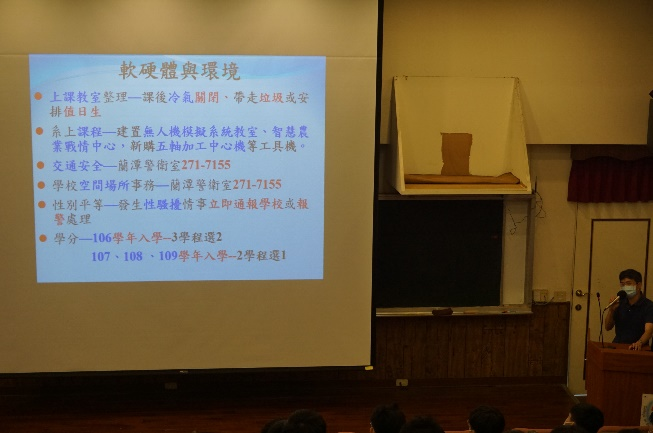 軟硬體與環境
上課教室整理—課後冷氣關閉、帶走垃圾或安
排值日生
系上課程—建置無人機模擬系統教室、智慧農
業戰情中心，新購五軸加工中心機等工具機。
交通安全—蘭潭警衛室271-7155
學校空間場所事務—蘭潭警衛室271-7155
性別平等—發生性騷擾情事立即通報學校或報
警處理
學分—106學年入學--3學程選2
107、108、109學年入學--2學程選1